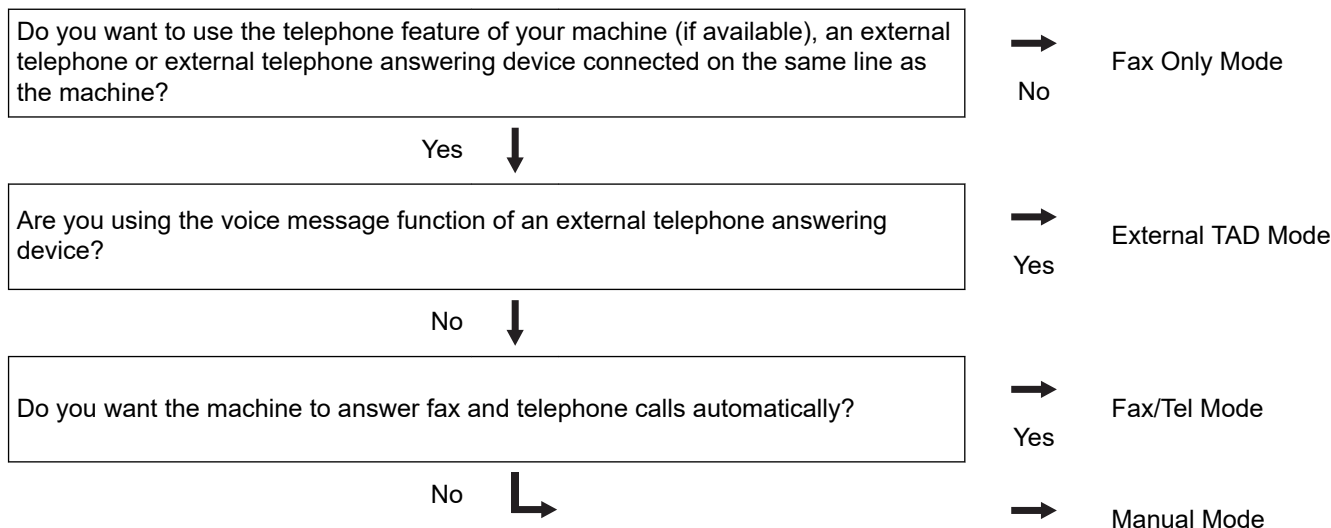 Do you want to use the telephone feature of your machine (if available), an external
telephone or external telephone answering device connected on the same line as
the machine?
No
Fax Only Mode
Yes
Are you using the voice message function of an external telephone answering
device?
Yes
External TAD Mode
No
Do you want the machine to answer fax and telephone calls automatically?
Yes
Fax/Tel Mode
No
Manual Mode